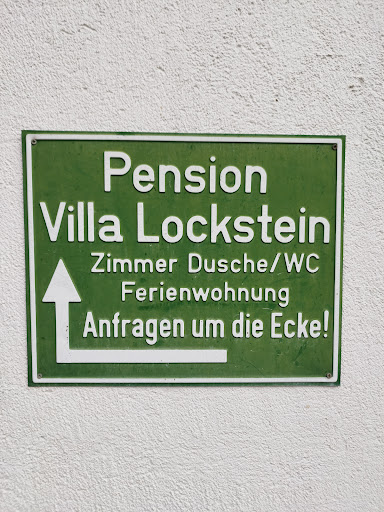 Pension
Villa Lockstein
Zimmer Dusche/WC
Ferienwohnung
Anfragen um die Ecke!